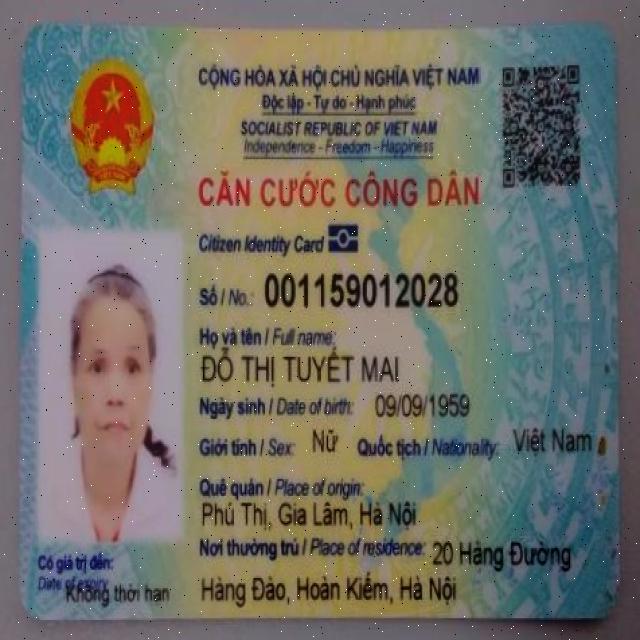 CỘNG HÒA XÃ HỘI CHỦ NGHĨA VIỆT NAM
Độc lập - Tự do - Hạnh phúc
SOCIALIST REPUBLIC OF VIET NAM
Independence - Freedom - Happiness
CĂN CƯỚC CÔNG DÂN
Citizen Identity Card
Số / No.: 001159012028
Họ và tên / Full name:
ĐỖ THỊ TUYẾT MAI
Ngày sinh / Date of birth: 09/09/1959
Giới tính / Sex: Nữ Quốc tịch / Nationality: Việt Nam
Quê quán / Place of origin:
Phú Thị, Gia Lâm, Hà Nội
Nơi thường trú / Place of residence: 20 Hàng Đường
Hàng Đào, Hoàn Kiếm, Hà Nội
Có giá trị đến:
Date of expiry
Không thời hạn